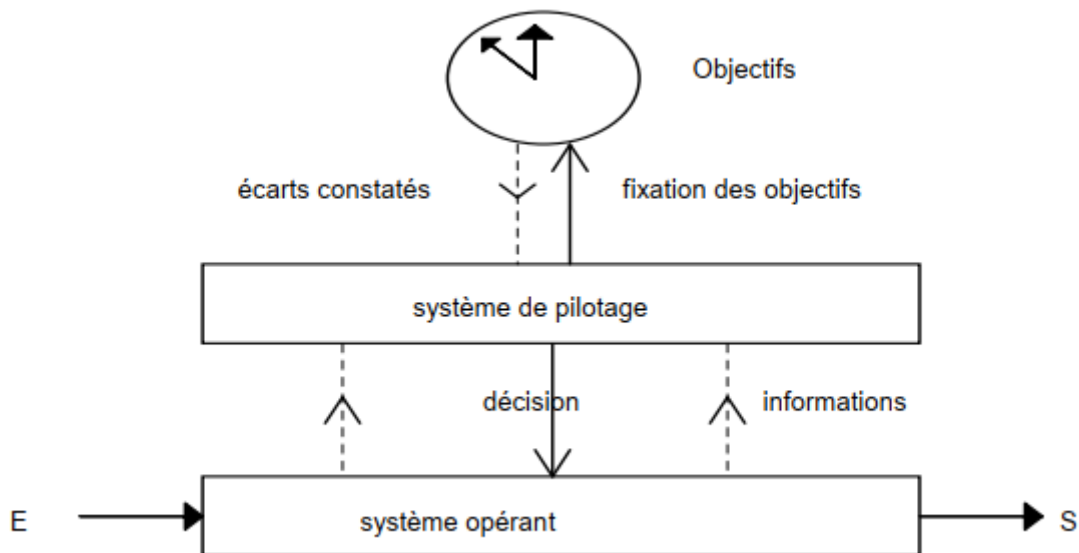 Objectifs
écarts constatés
fixation des objectifs
système de pilotage
décision
informations
E
système opérant
S